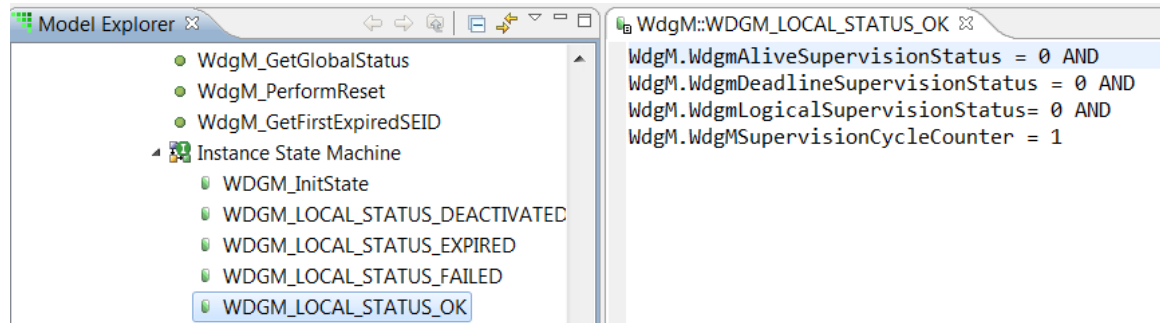 Model Explorer
WdgM_GetGlobalStatus
WdgM_PerformReset
WdgM_GetFirstExpiredSEID
Instance State Machine
WDGM_InitState
WDGM_LOCAL_STATUS_DEACTIVATED
WDGM_LOCAL_STATUS_EXPIRED
WDGM_LOCAL_STATUS_FAILED
WDGM_LOCAL_STATUS_OK
WdgM::WDGM_LOCAL_STATUS_OK
WdgM.WdgmAliveSupervisionStatus = 0 AND
WdgM.WdgmDeadlineSupervisionStatus = 0 AND
WdgM.WdgmLogicalSupervisionStatus= 0 AND
WdgM.WdgMSupervisionCycleCounter = 1